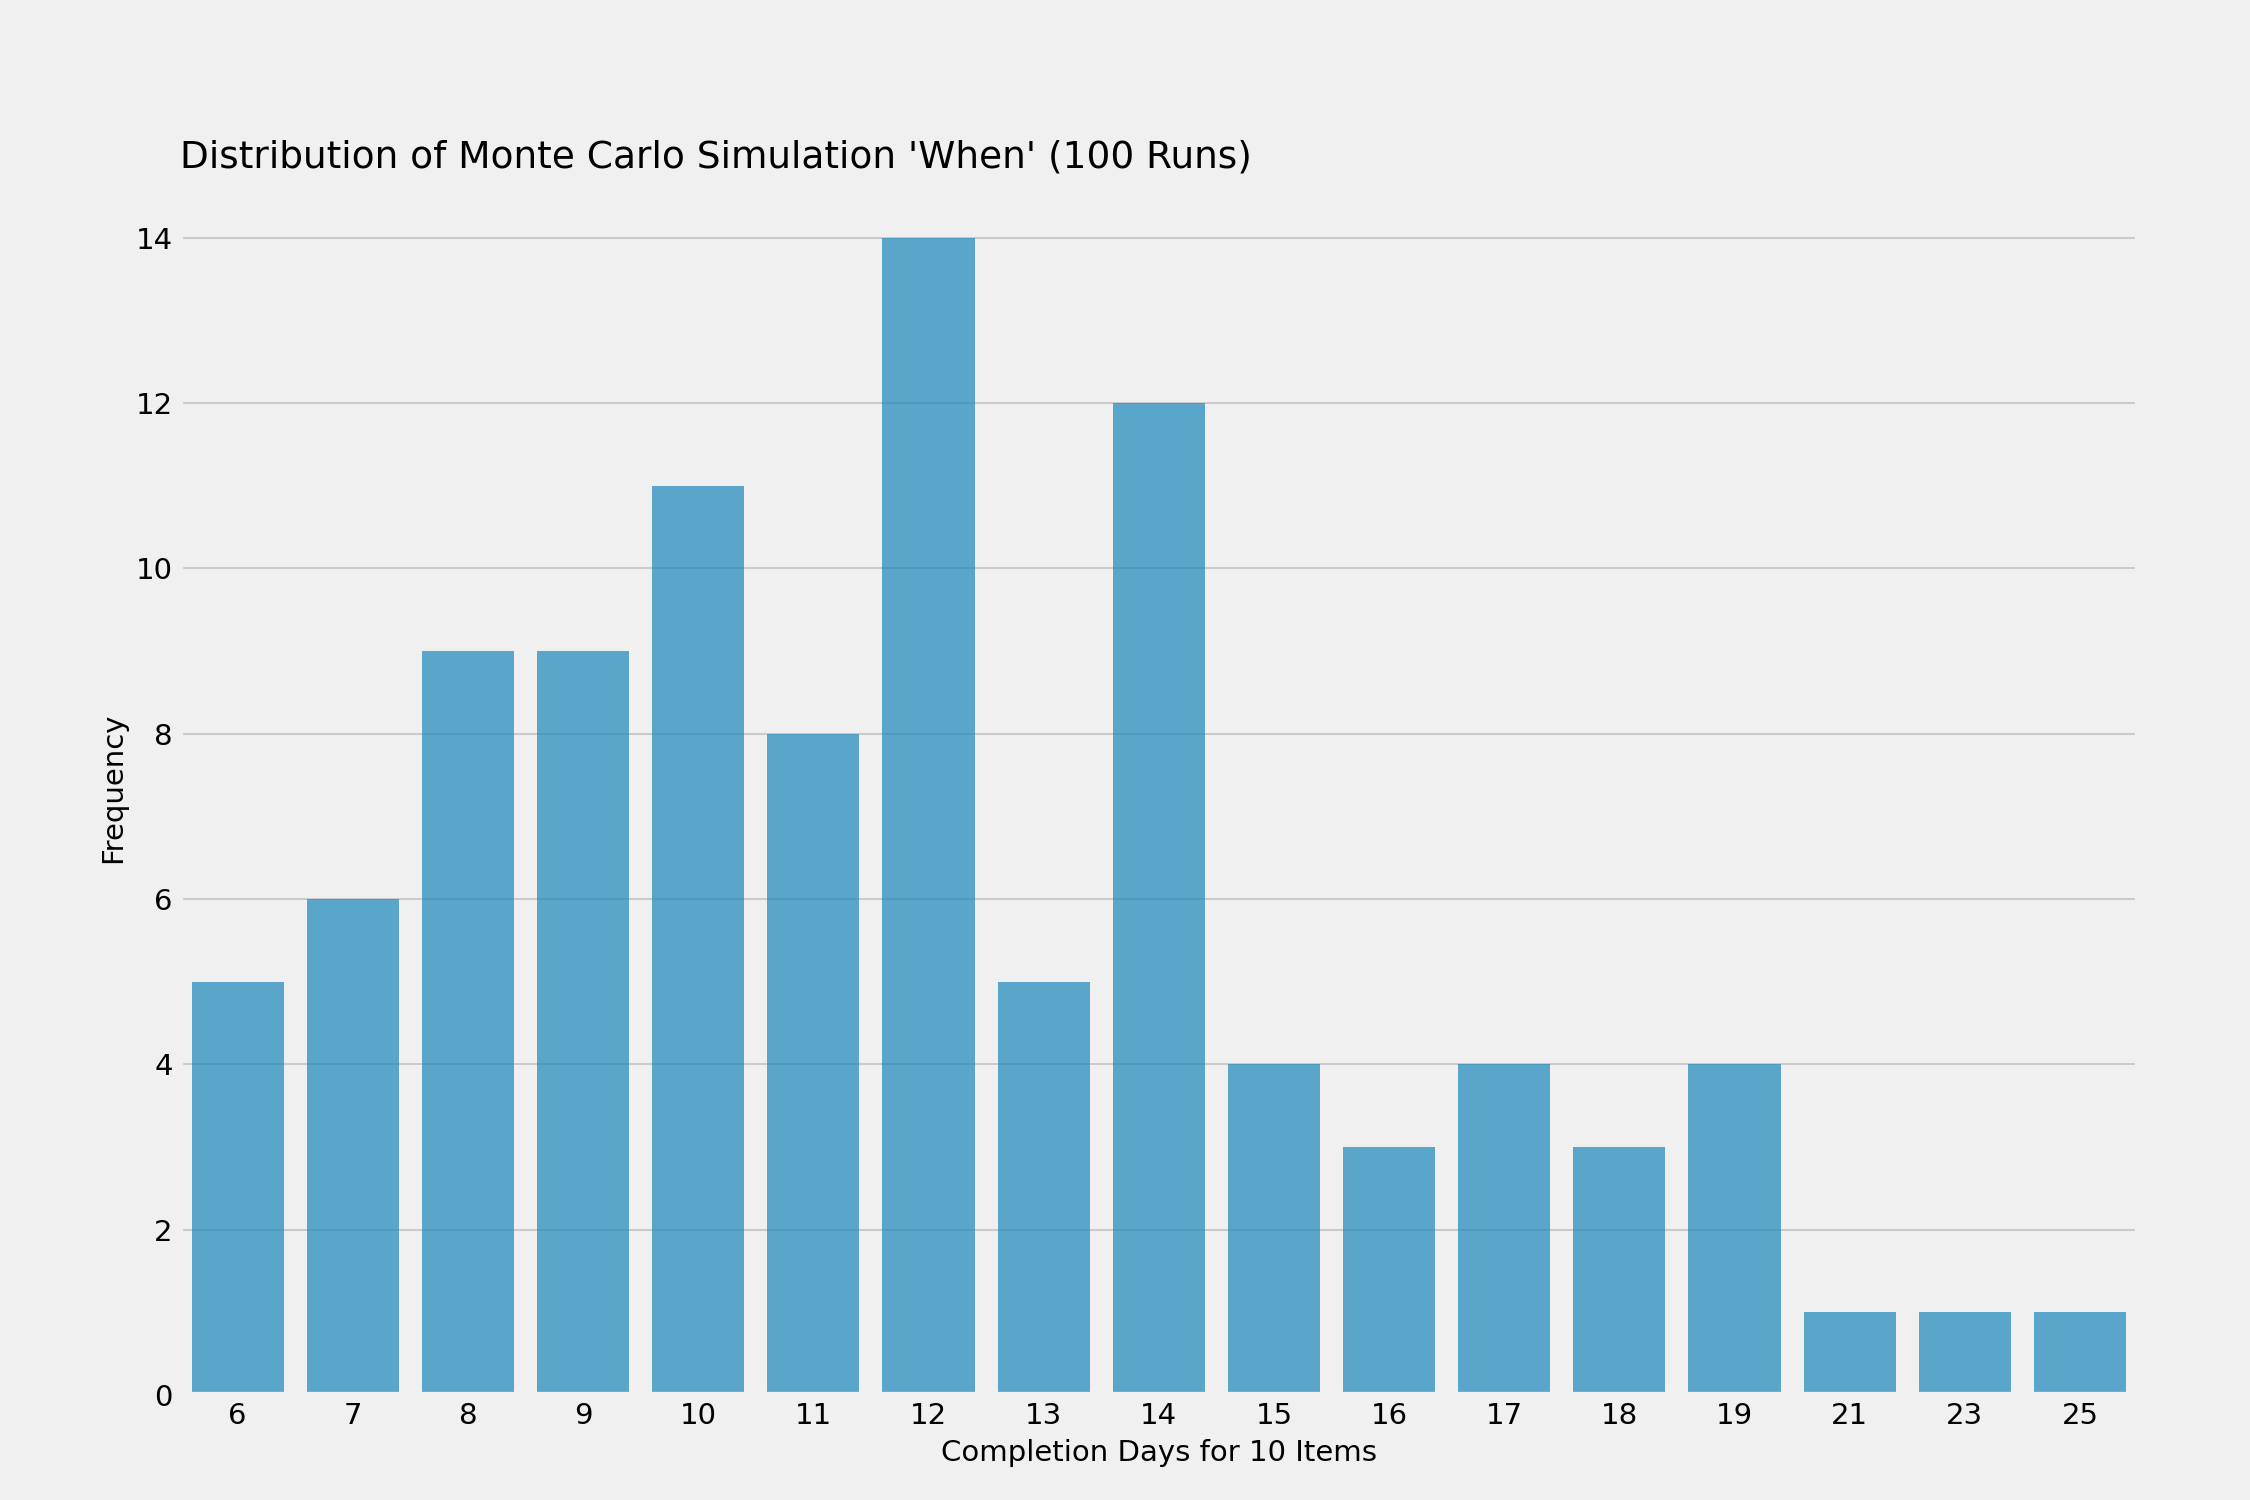 Distribution of Monte Carlo Simulation 'When' (100 Runs)
14
12
10
8
6
4
2
0
Frequency
6 7 8 9 10 11 12 13 14 15 16 17 18 19 21 23 25
Completion Days for 10 Items